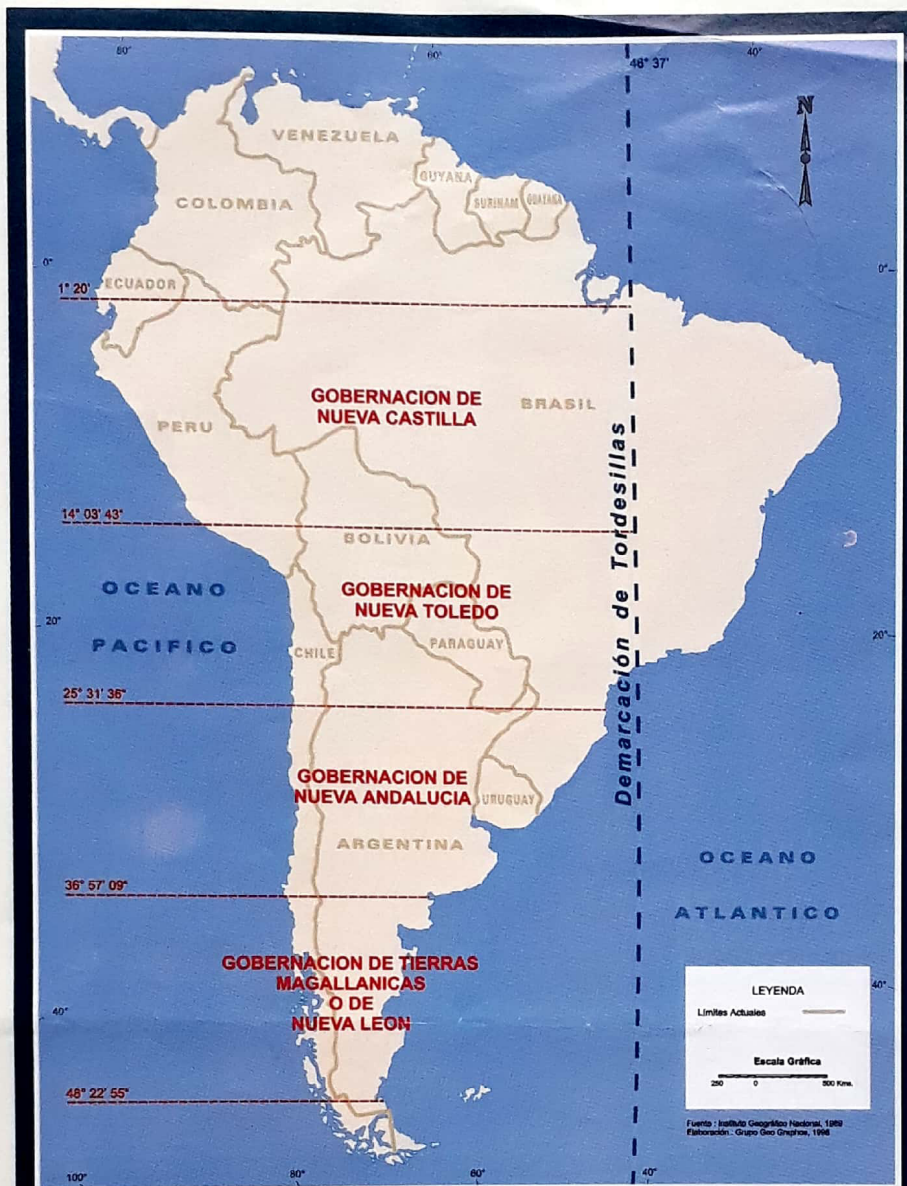 80°
60°
46° 37'
40°
N
VENEZUELA
GUYANA
SURINAM
GUAYANA
COLOMBIA
0°
0°
ECUADOR
1° 20'
GOBERNACION DE
NUEVA CASTILLA
BRASIL
PERU
Demarcación de Tordesillas
14° 03' 43"
BOLIVIA
OCEANO
PACIFICO
GOBERNACION DE
NUEVA TOLEDO
20°
20°
CHILE
PARAGUAY
25° 31' 36"
GOBERNACION DE
NUEVA ANDALUCIA
URUGUAY
ARGENTINA
OCEANO
ATLANTICO
36° 57' 09"
GOBERNACION DE TIERRAS
MAGALLANICAS
O DE
NUEVA LEON
40°
40°
LEYENDA
Límites Actuales
Escala Gráfica
250 0 500 Kms.
48° 22' 55"
Fuente : Instituto Geográfico Nacional, 1989
Elaboración : Grupo Geo Graphos, 1998
100°
80°
60°
40°